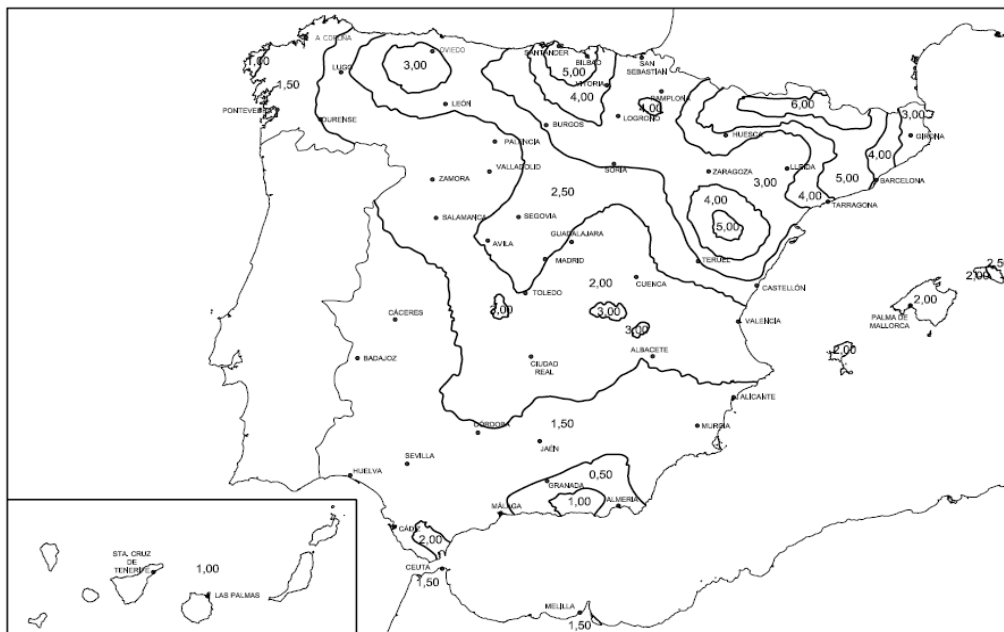 A CORUÑA
LUGO
OVIEDO
SANTANDER
BILBAO
SAN
SEBASTIÁN
1,00
1,50
3,00
5,00
VITORIA
4,00
PAMPLONA
4,00
6,00
3,00
PONTEVEDRA
OURENSE
LEÓN
BURGOS
LOGROÑO
HUESCA
GIRONA
PALENCIA
4,00
VALLADOLID
SORIA
ZARAGOZA
LLEIDA
BARCELONA
ZAMORA
2,50
3,00
5,00
4,00
4,00
TARRAGONA
SALAMANCA
SEGOVIA
5,00
AVILA
GUADALAJARA
MADRID
TERUEL
2,00
CUENCA
2,00
TOLEDO
CASTELLÓN
2,00
3,00
3,00
CÁCERES
3,00
VALENCIA
PALMA DE
MALLORCA
BADAJOZ
CIUDAD
REAL
ALBACETE
2,00
ALICANTE
1,50
CÓRDOBA
MURCIA
JAÉN
SEVILLA
HUELVA
0,50
GRANADA
1,00
ALMERIA
MÁLAGA
CÁDIZ
2,00
CEUTA
1,50
STA. CRUZ
DE
TENERIFE
1,00
LAS PALMAS
MELILLA
1,50